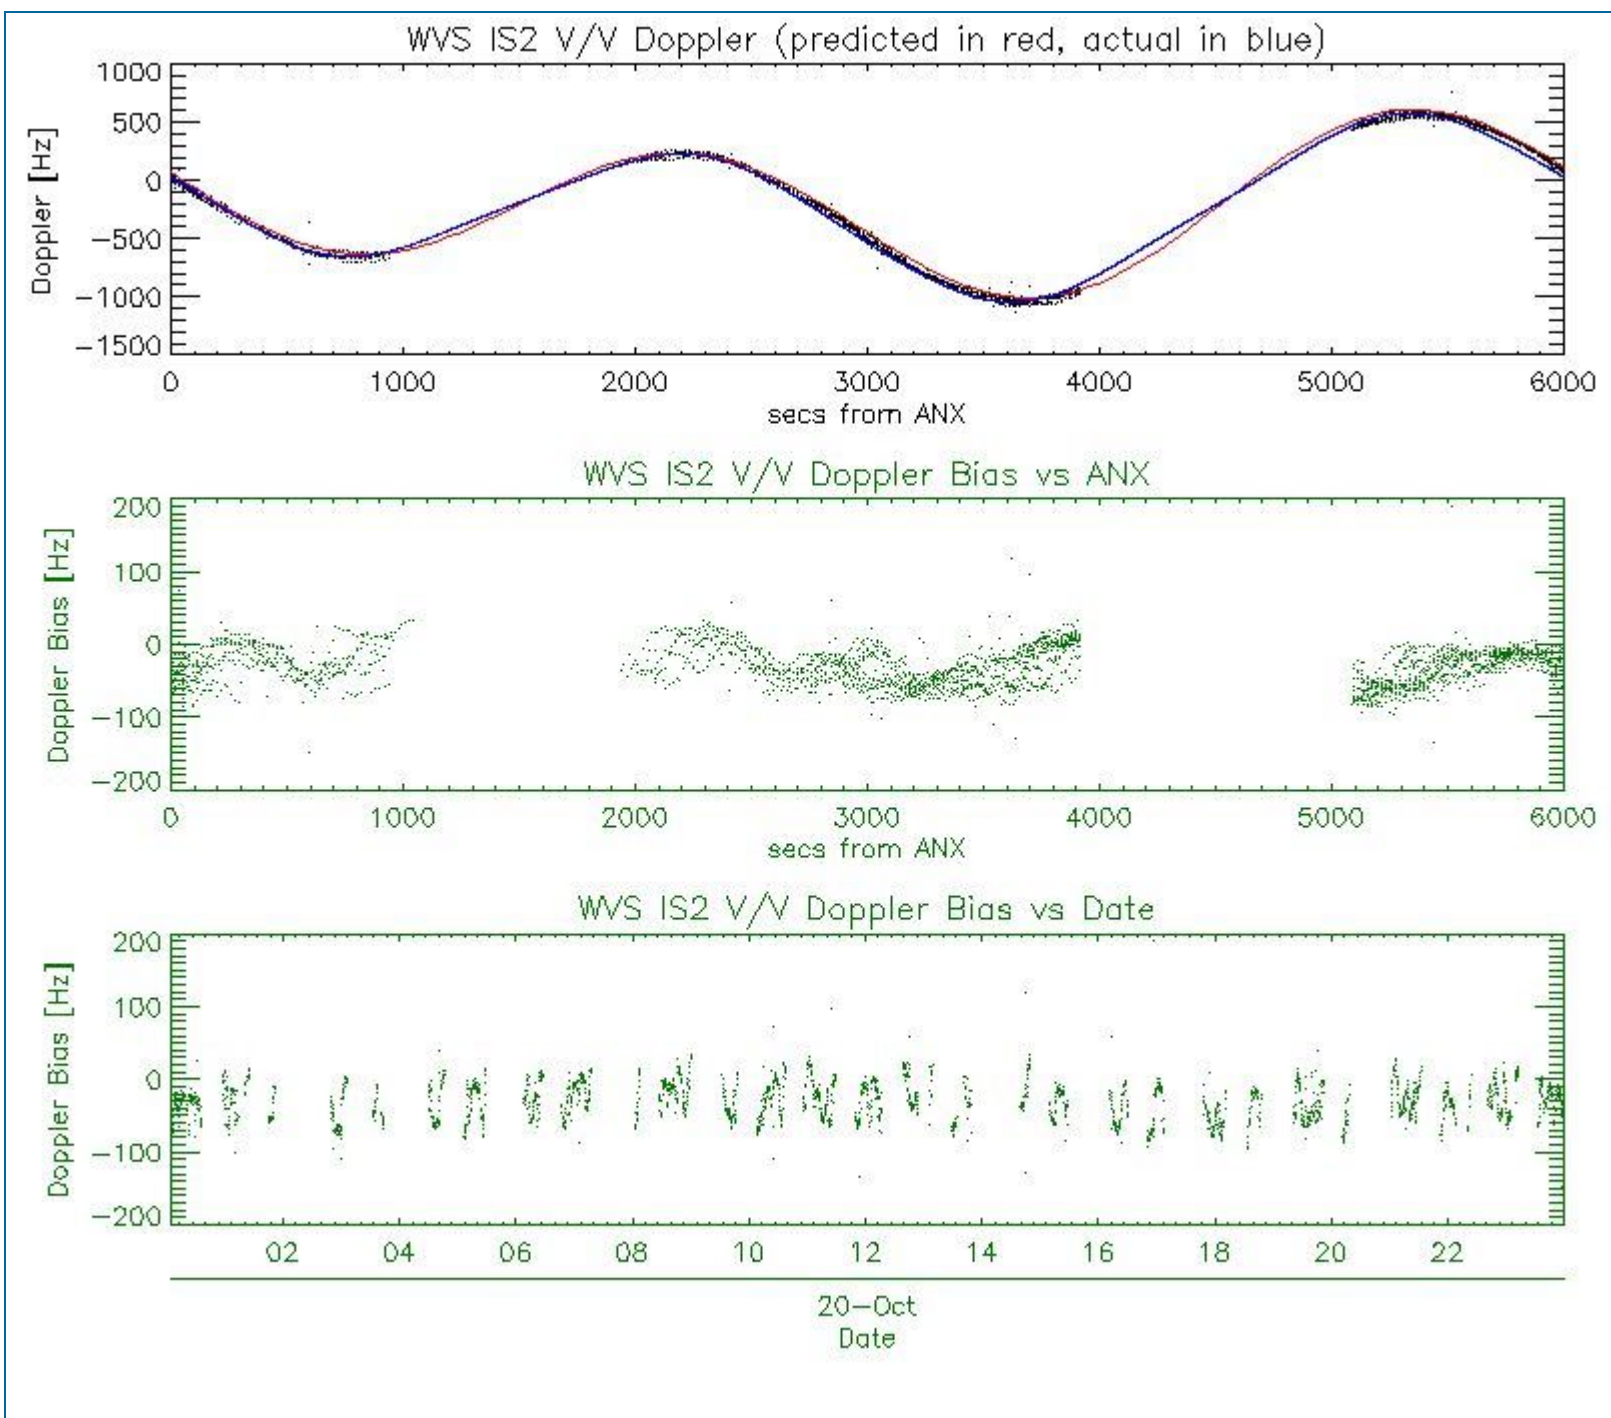 WVS IS2 V/V Doppler (predicted in red, actual in blue)
1000
500
0
−500
−1000
−1500
Doppler [Hz]
0 1000 2000 3000 4000 5000 6000
secs from ANX
WVS IS2 V/V Doppler Bias vs ANX
200
100
0
−100
−200
Doppler Bias [Hz]
0 1000 2000 3000 4000 5000 6000
secs from ANX
WVS IS2 V/V Doppler Bias vs Date
200
100
0
−100
−200
Doppler Bias [Hz]
02 04 06 08 10 12 14 16 18 20 22
20−Oct
Date